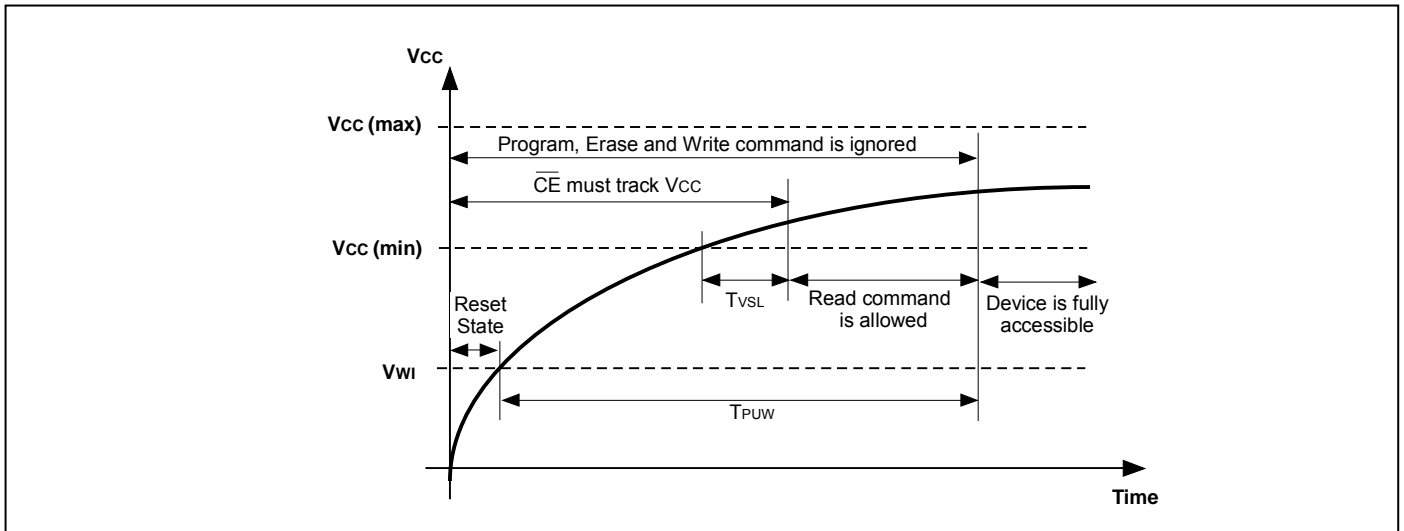 Vcc
Vcc (max)
Program, Erase and Write command is ignored
C̅E̅ must track Vcc
Vcc (min)
TVSL
Read command
is allowed
Device is fully
accessible
Reset
State
VWI
TPUW
Time